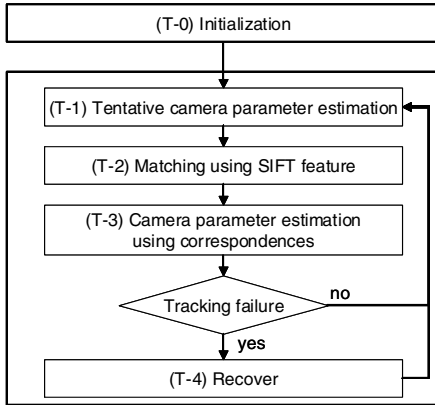 (T-0) Initialization
(T-1) Tentative camera parameter estimation
(T-2) Matching using SIFT feature
(T-3) Camera parameter estimation
using correspondences
Tracking failure
no
yes
(T-4) Recover